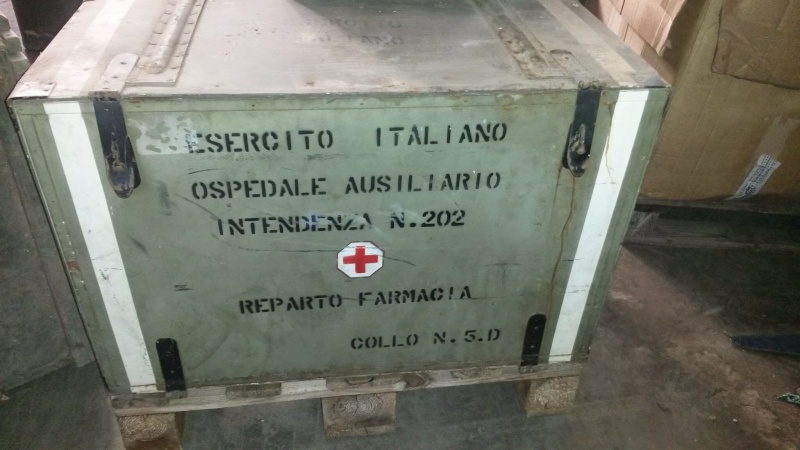 ESERCITO ITALIANO
OSPEDALE AUSILIARIO
INTENDENZA N.202
REPARTO FARMACIA
COLLO N.5.D